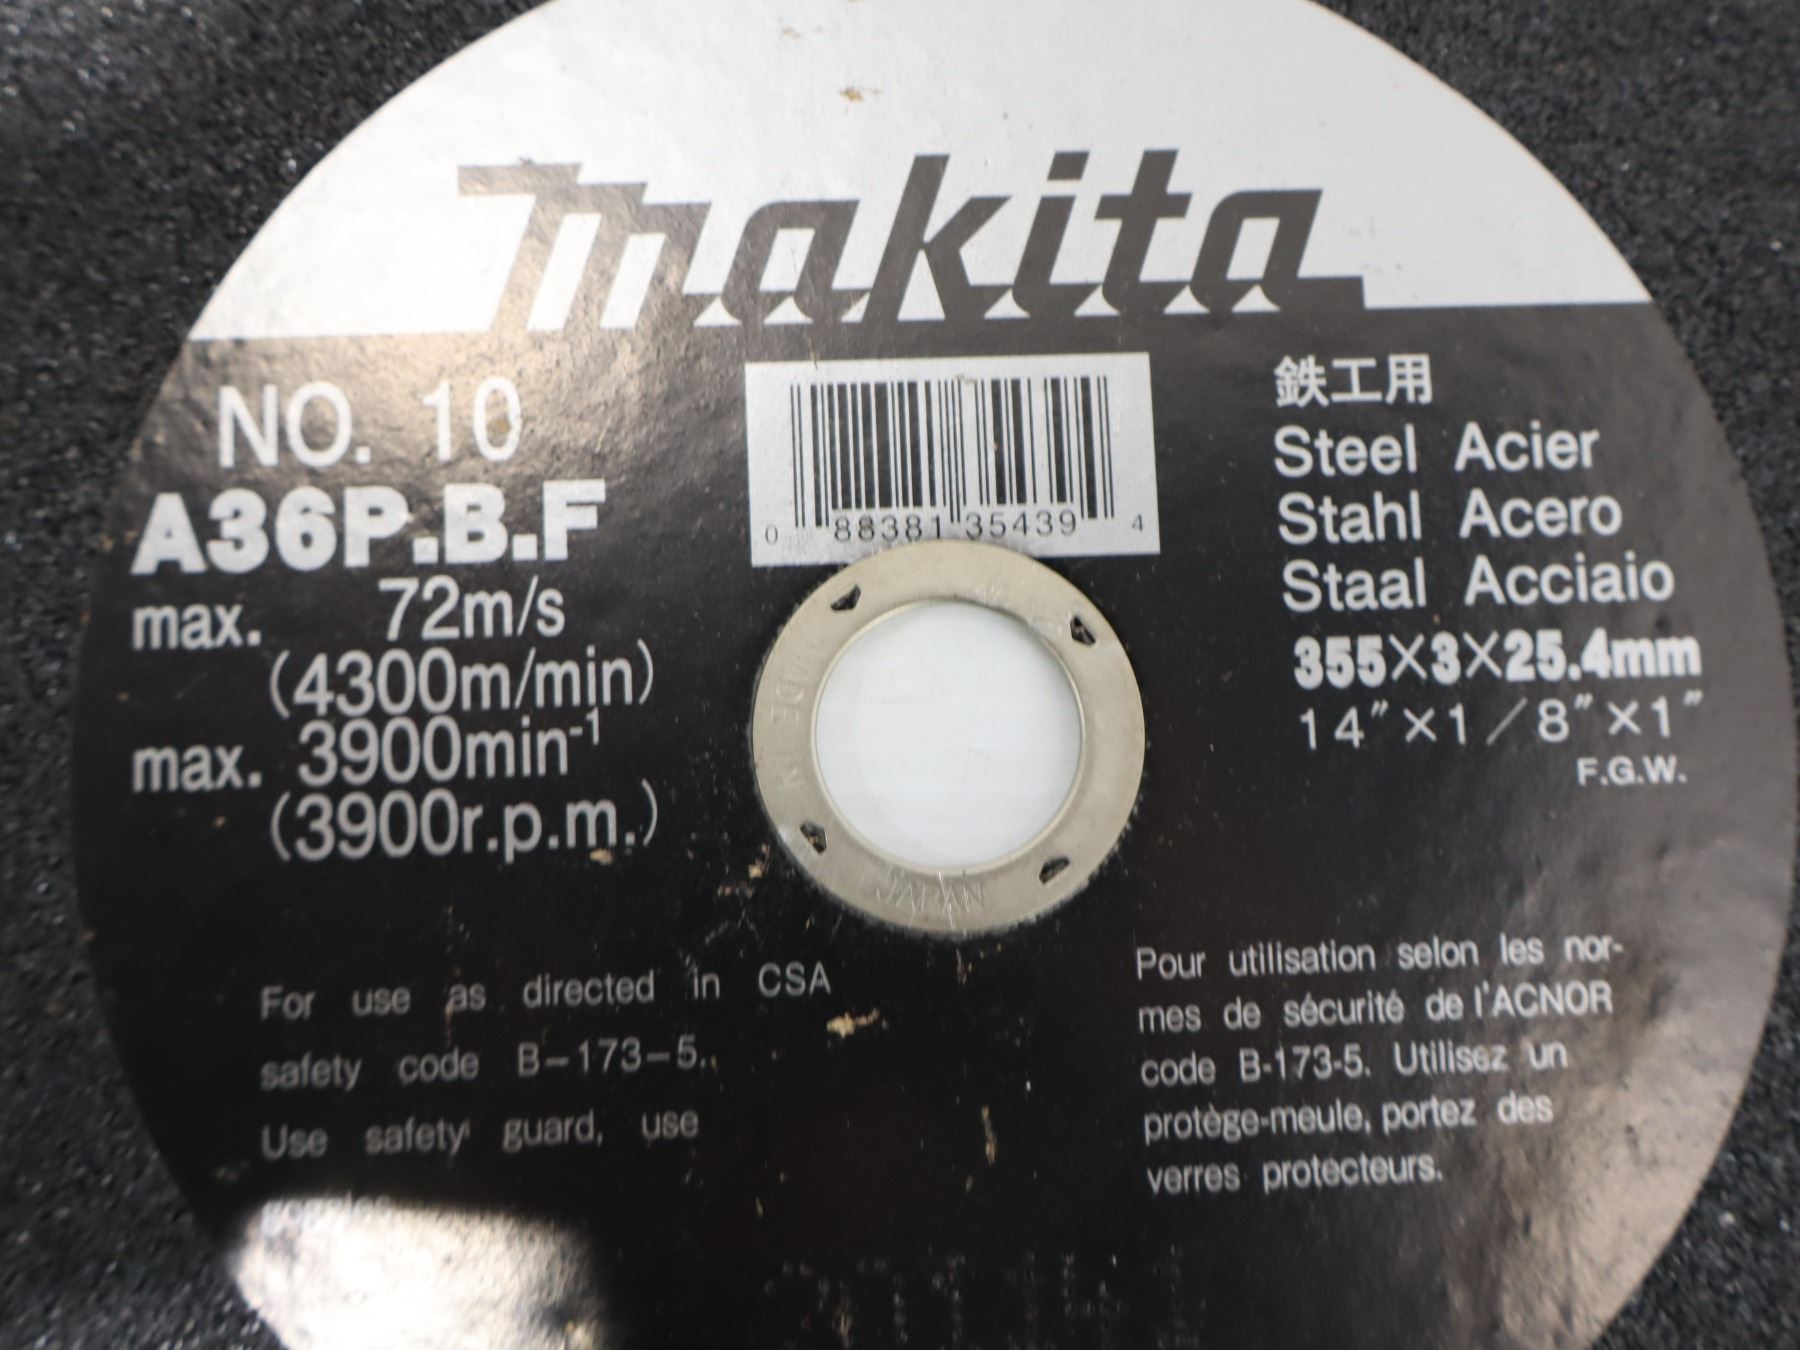 makita
NO. 10
A36P.B.F
max. 72m/s
(4300m/min)
max. 3900min-1
(3900r.p.m.)
0 88381 35439 4
鉄工用
Steel Acier
Stahl Acero
Staal Acciaio
355×3×25.4mm
14"×1/8"×1"
F.G.W.
MADE IN
JAPAN
For use as directed in CSA
safety code B-173-5.
Use safety guard, use
Pour utilisation selon les nor-
mes de sécurité de l'ACNOR
code B-173-5. Utilisez un
protège-meule, portez des
verres protecteurs.